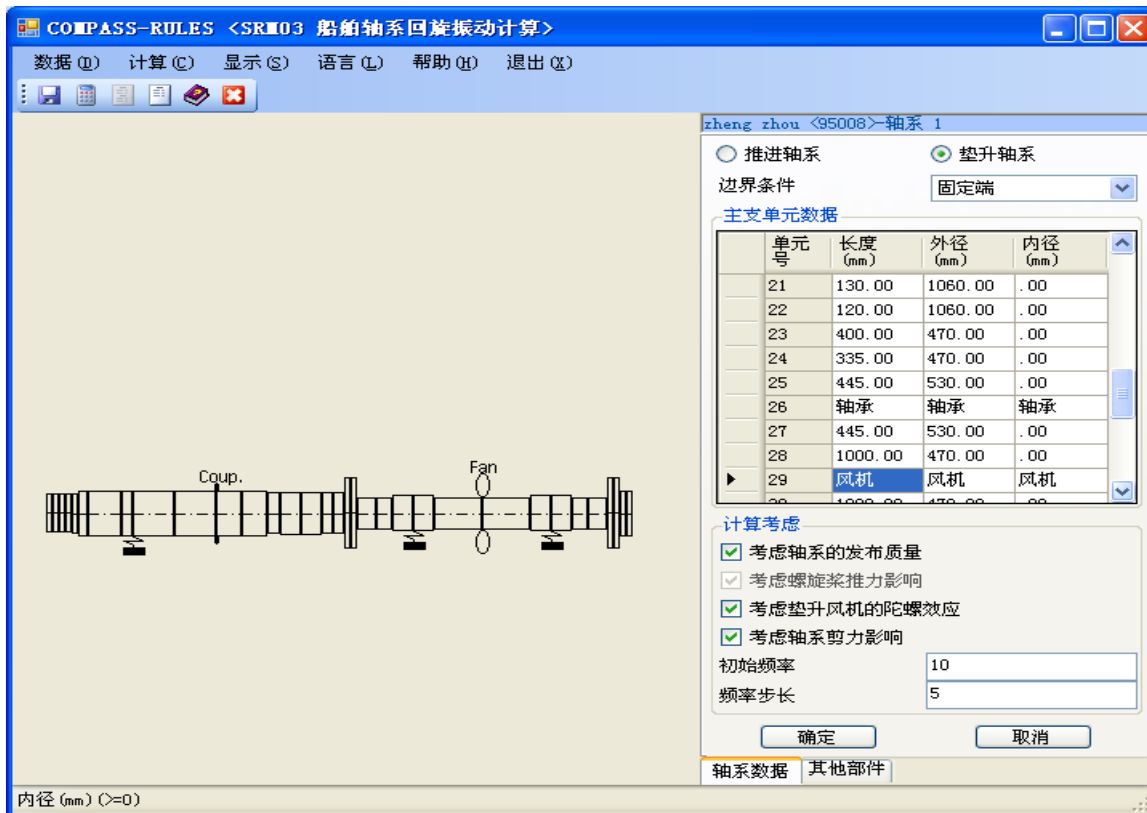 COMPASS-RULES <SRM03 船舶轴系回旋振动计算>
数据(D) 计算(C) 显示(S) 语言(L) 帮助(H) 退出(X)
zheng zhou <95008>-轴系 1
推进轴系 垫升轴系
边界条件 固定端
主支单元数据
单元号 长度(mm) 外径(mm) 内径(mm)
21 130.00 1060.00 .00
22 120.00 1060.00 .00
23 400.00 470.00 .00
24 335.00 470.00 .00
25 445.00 530.00 .00
26 轴承 轴承 轴承
27 445.00 530.00 .00
28 1000.00 470.00 .00
29 风机 风机 风机
Coup.
Fan
计算考虑
考虑轴系的发布质量
考虑螺旋桨推力影响
考虑垫升风机的陀螺效应
考虑轴系剪力影响
初始频率 10
频率步长 5
确定 取消
轴系数据 其他部件
内径(mm)(>=0)